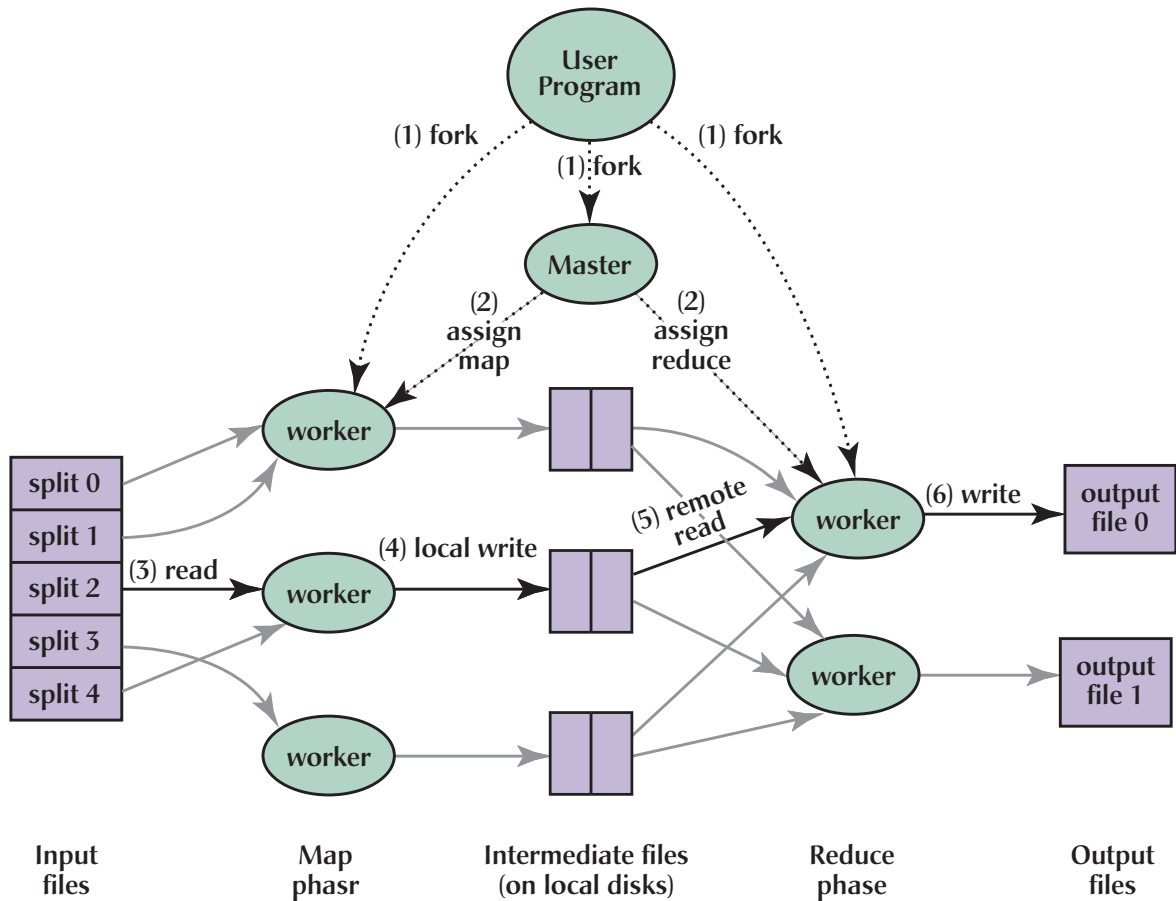 User
Program
(1) fork
(1) fork
(1) fork
Master
(2)
assign
map
(2)
assign
reduce
worker
split 0
split 1
split 2
split 3
split 4
(3) read
worker
(4) local write
worker
(5) remote
read
worker
(6) write
output
file 0
worker
output
file 1
Input
files
Map
phasr
Intermediate files
(on local disks)
Reduce
phase
Output
files